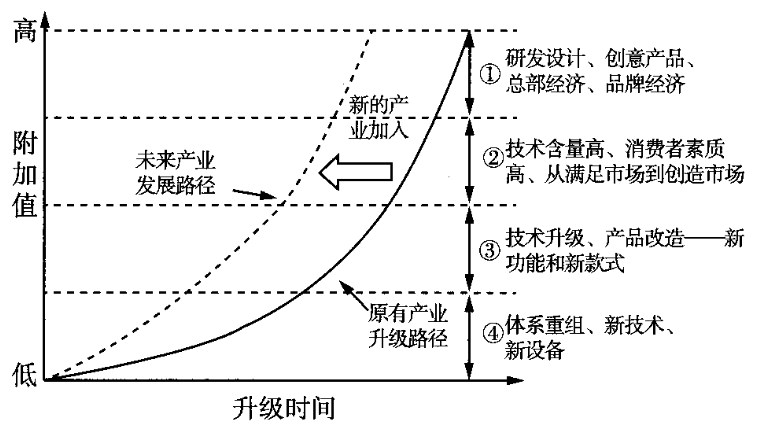 高
附加值
低
升级时间
未来产业
发展路径
新的产
业加入
原有产业
升级路径
①
研发设计、创意产品、
总部经济、品牌经济
②
技术含量高、消费者素质
高、从满足市场到创造市场
③
技术升级、产品改造——新
功能和新款式
④
体系重组、新技术、
新设备